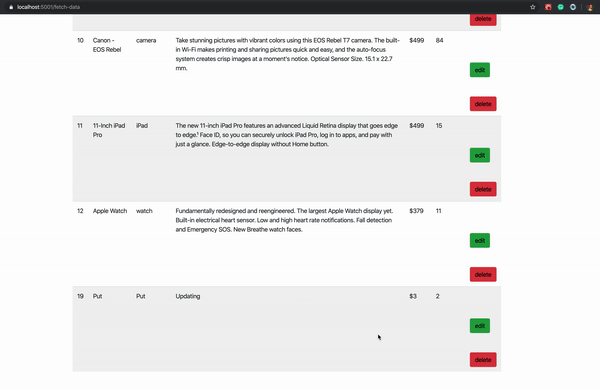 localhost:5001/fetch-data
delete
10 Canon - EOS Rebel camera Take stunning pictures with vibrant colors using this EOS Rebel T7 camera. The built- $499 84
in Wi-Fi makes printing and sharing pictures quick and easy, and the auto-focus
system creates crisp images at a moment's notice. Optical Sensor Size. 15.1 x 22.7
mm.
edit
delete
11 11-Inch iPad Pro iPad The new 11-inch iPad Pro features an advanced Liquid Retina display that goes edge $499 15
to edge.¹ Face ID, so you can securely unlock iPad Pro, log in to apps, and pay with
just a glance. Edge-to-edge display without Home button.
edit
delete
12 Apple Watch watch Fundamentally redesigned and reengineered. The largest Apple Watch display yet. $379 11
Built-in electrical heart sensor. Low and high heart rate notifications. Fall detection
and Emergency SOS. New Breathe watch faces.
edit
delete
19 Put Put Updating $3 2
edit
delete